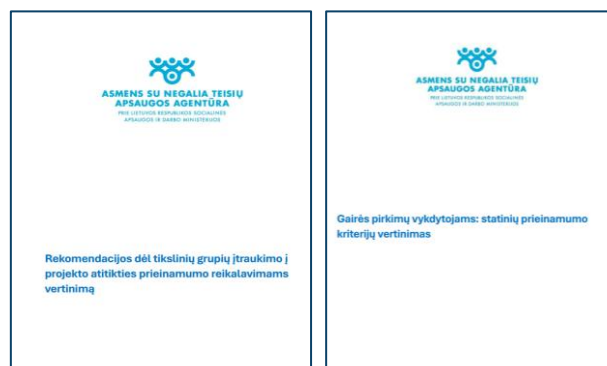 ASMENS SU NEGALIA TEISIŲ
APSAUGOS AGENTŪRA
PRIE LIETUVOS RESPUBLIKOS SOCIALINĖS
APSAUGOS IR DARBO MINISTERIJOS
Rekomendacijos dėl tikslinių grupių įtraukimo į
projekto atitikties prieinamumo reikalavimams
vertinimą
ASMENS SU NEGALIA TEISIŲ
APSAUGOS AGENTŪRA
PRIE LIETUVOS RESPUBLIKOS SOCIALINĖS
APSAUGOS IR DARBO MINISTERIJOS
Gairės pirkimų vykdytojams: statinių prieinamumo
kriterijų vertinimas